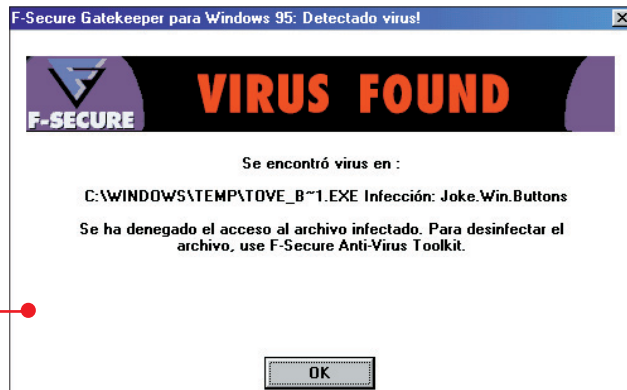 F-Secure Gatekeeper para Windows 95: Detectado virus!
F-SECURE
VIRUS FOUND
Se encontró virus en :
C:\WINDOWS\TEMP\TOVE_B~1.EXE Infección: Joke.Win.Buttons
Se ha denegado el acceso al archivo infectado. Para desinfectar el
archivo, use F-Secure Anti-Virus Toolkit.
OK